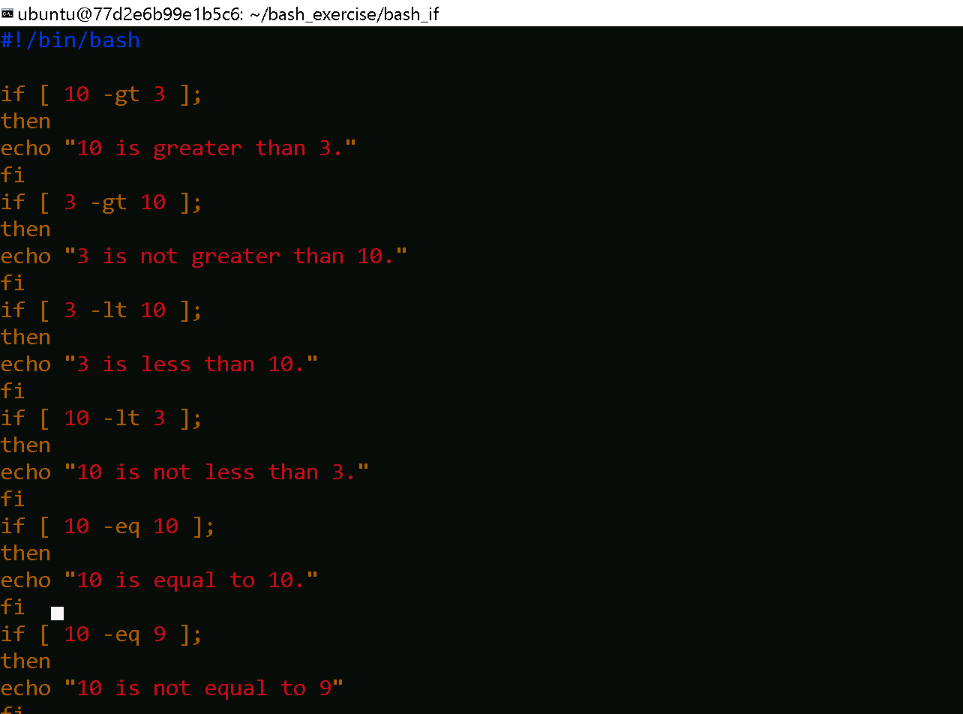 ubuntu@77d2e6b99e1b5c6: ~/bash_exercise/bash_if
#!/bin/bash

if [ 10 -gt 3 ];
then
echo "10 is greater than 3."
fi
if [ 3 -gt 10 ];
then
echo "3 is not greater than 10."
fi
if [ 3 -lt 10 ];
then
echo "3 is less than 10."
fi
if [ 10 -lt 3 ];
then
echo "10 is not less than 3."
fi
if [ 10 -eq 10 ];
then
echo "10 is equal to 10."
fi
if [ 10 -eq 9 ];
then
echo "10 is not equal to 9"
fi